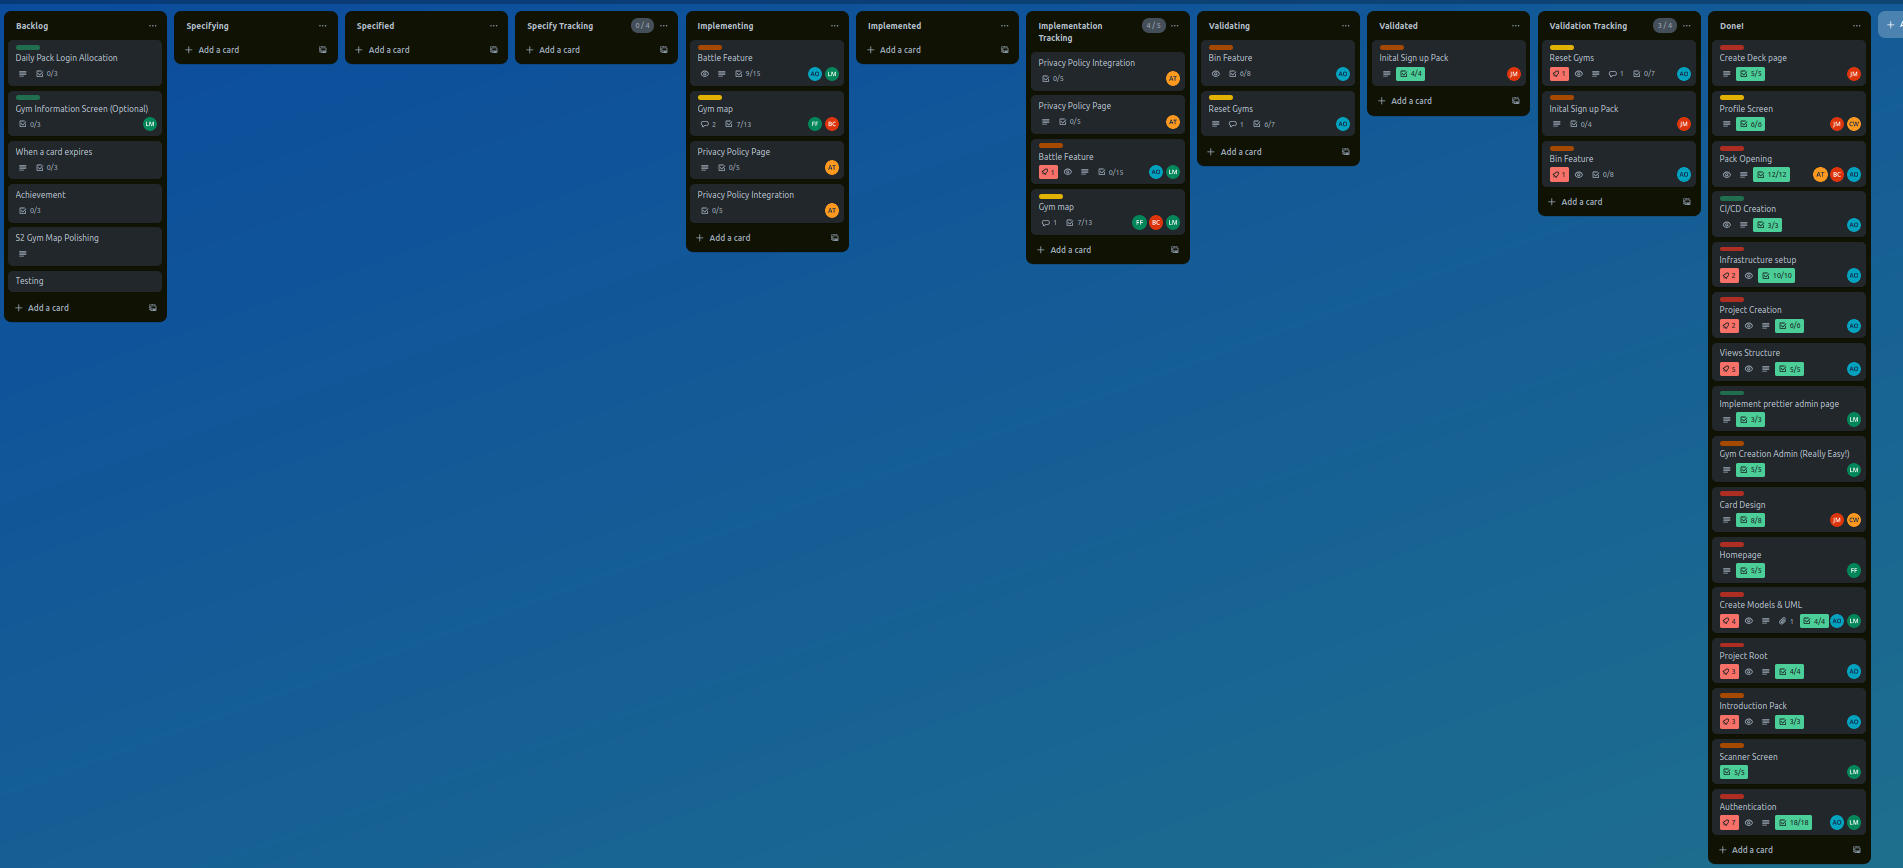 Backlog
Daily Pack Login Allocation
0/3
Gym Information Screen (Optional)
0/3
LM
When a card expires
0/3
Achievement
0/3
S2 Gym Map Polishing
Testing
Add a card
Specifying
Add a card
Specified
Add a card
Specify Tracking
0 / 4
Add a card
Implementing
Battle Feature
9/15
AO LM
Gym map
2 7/13
FF BC
Privacy Policy Page
0/5
AT
Privacy Policy Integration
0/5
AT
Add a card
Implemented
Add a card
Implementation
Tracking
4 / 5
Privacy Policy Integration
0/5
AT
Privacy Policy Page
0/5
AT
Battle Feature
1 0/15
AO LM
Gym map
1 7/13
FF BC LM
Add a card
Validating
Bin Feature
0/8
AO
Reset Gyms
1 6/7
AO
Add a card
Validated
Inital Sign up Pack
4/4
JM
Add a card
Validation Tracking
3 / 4
Reset Gyms
1 1 0/7
AO
Inital Sign up Pack
0/4
JM
Bin Feature
1 0/8
AO
Add a card
Done!
Create Deck page
5/5
JM
Profile Screen
6/6
JM CW
Pack Opening
12/12
AT BC AO
CI/CD Creation
3/3
AO
Infrastructure setup
2 10/10
AO
Project Creation
2 6/6
AO
Views Structure
5 5/5
AO
Implement prettier admin page
3/3
LM
Gym Creation Admin (Really Easy!)
5/5
LM
Card Design
8/8
JM CW
Homepage
5/5
FF
Create Models & UML
4 1 4/4
AO LM
Project Root
3 4/4
AO
Introduction Pack
3 3/3
AO
Scanner Screen
5/5
LM
Authentication
7 18/18
AO LM
Add a card